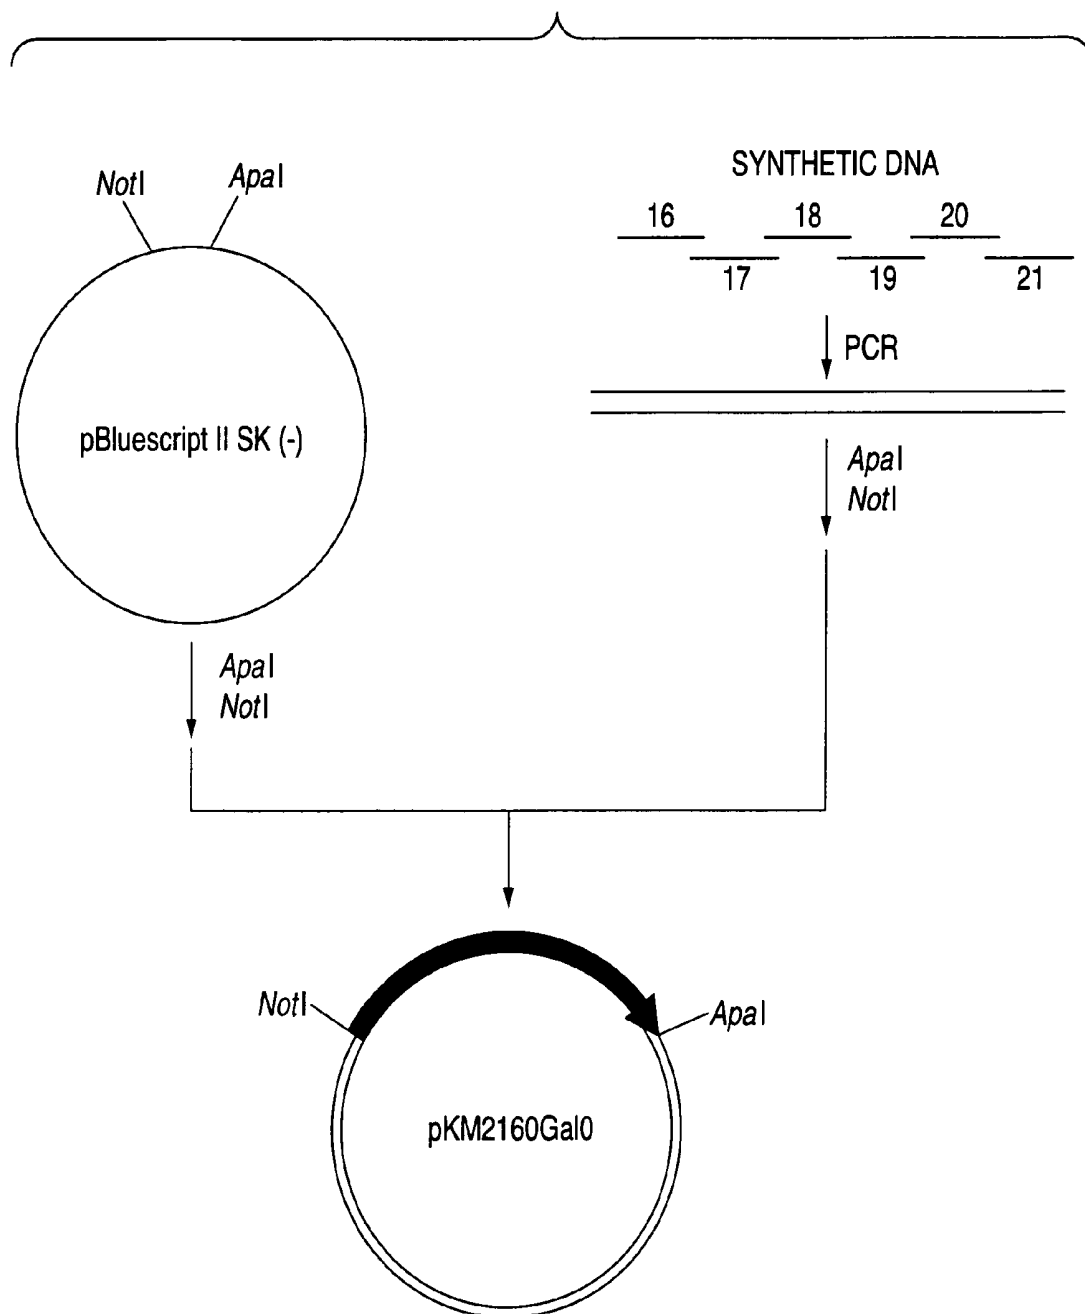 NotI
ApaI
pBluescript II SK (-)
ApaI
NotI
SYNTHETIC DNA
16
18
20
17
19
21
PCR
ApaI
NotI
NotI
ApaI
pKM2160Gal0